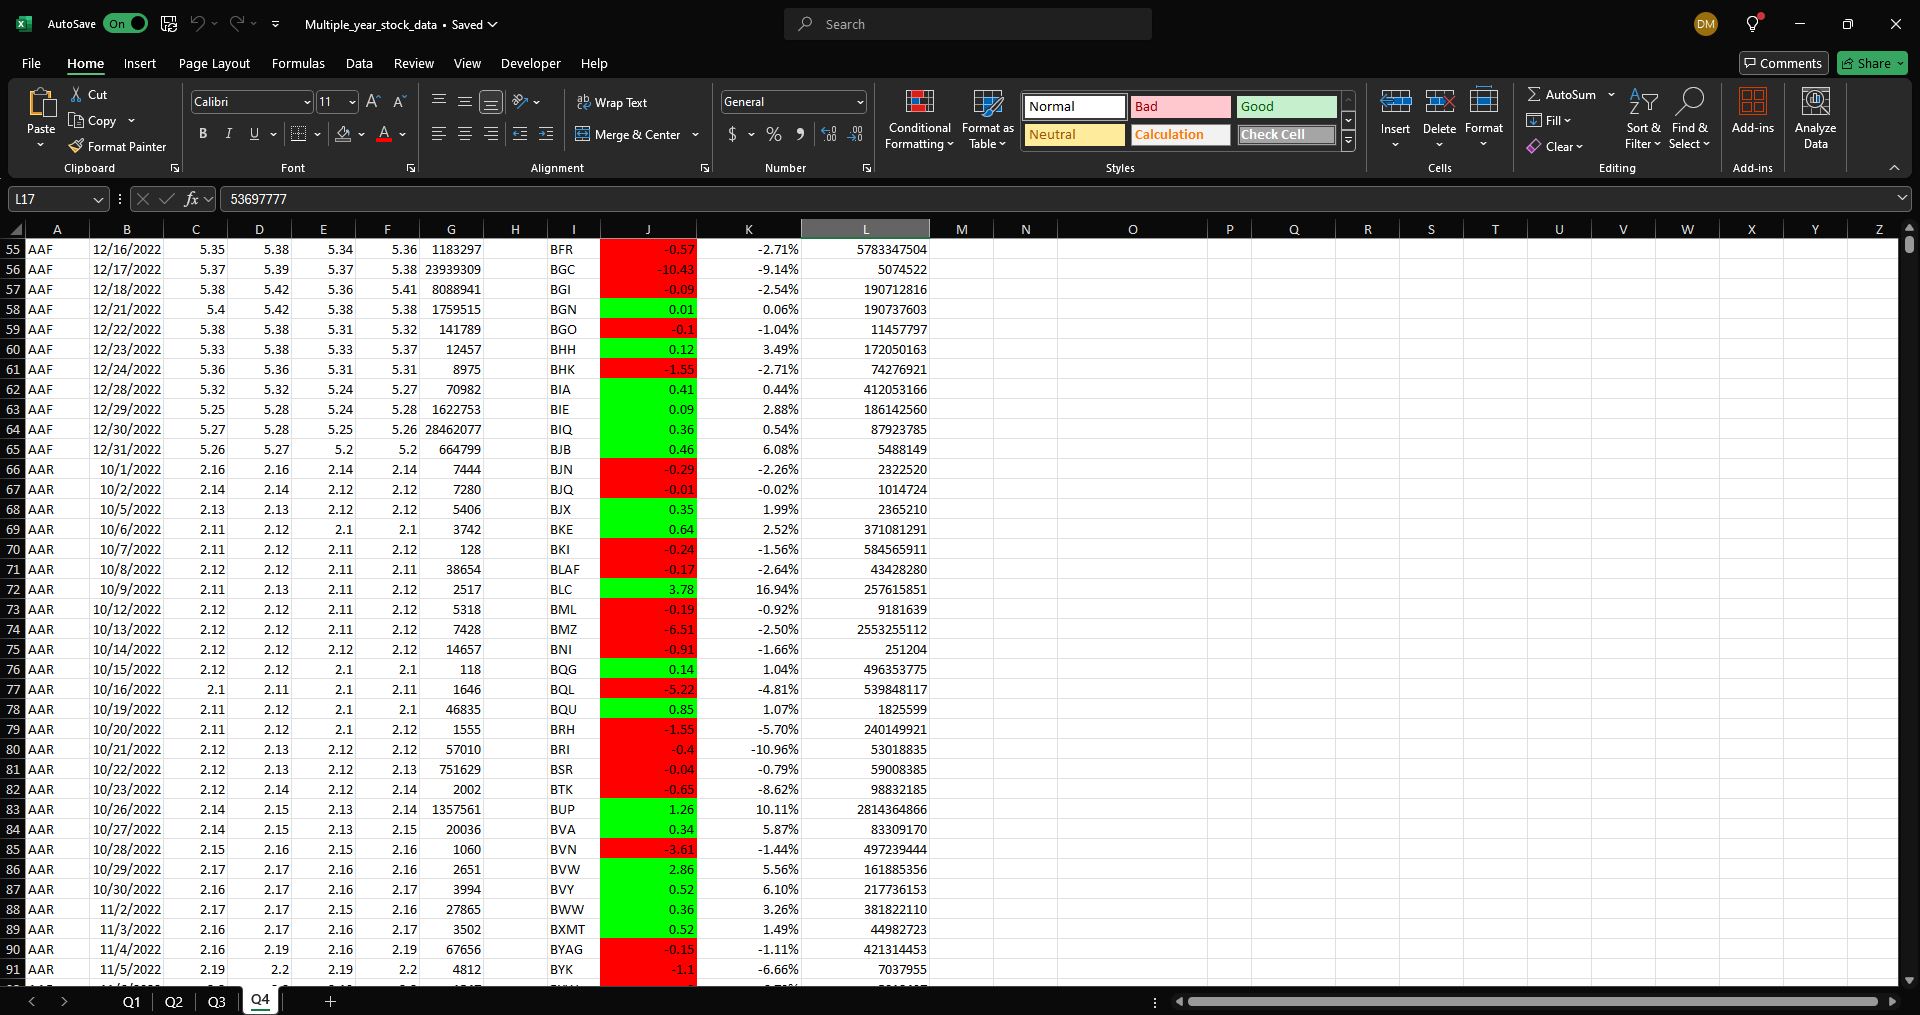 AutoSave On Multiple_year_stock_data • Saved Search DM
File Home Insert Page Layout Formulas Data Review View Developer Help Comments Share
Paste Cut Copy Format Painter Clipboard
Calibri 11 B I U A Font
Wrap Text Merge & Center Alignment
General $ % , Number
Conditional Formatting Format as Table Normal Bad Good Neutral Calculation Check Cell Styles
Insert Delete Format Cells
AutoSum Fill Clear Sort & Filter Find & Select Editing
Add-ins Add-ins
Analyze Data
L17 fx 53697777
A B C D E F G H I J K L M N O P Q R S T U V W X Y Z
55 AAF 12/16/2022 5.35 5.38 5.34 5.36 1183297 BFR -0.57 -2.71% 5783347504
56 AAF 12/17/2022 5.37 5.39 5.37 5.38 23939309 BGC -10.43 -9.14% 5074522
57 AAF 12/18/2022 5.38 5.42 5.36 5.41 8088941 BGI -0.09 -2.54% 190712816
58 AAF 12/21/2022 5.4 5.42 5.38 5.38 1759515 BGN 0.01 0.06% 190737603
59 AAF 12/22/2022 5.38 5.38 5.31 5.32 141789 BGO -0.1 -1.04% 11457797
60 AAF 12/23/2022 5.33 5.38 5.33 5.37 12457 BHH 0.12 3.49% 172050163
61 AAF 12/24/2022 5.36 5.36 5.31 5.31 8975 BHK -1.55 -2.71% 74276921
62 AAF 12/28/2022 5.32 5.32 5.24 5.27 70982 BIA 0.41 0.44% 412053166
63 AAF 12/29/2022 5.25 5.28 5.24 5.28 1622753 BIE 0.09 2.88% 186142560
64 AAF 12/30/2022 5.27 5.28 5.25 5.26 28462077 BIQ 0.36 0.54% 87923785
65 AAF 12/31/2022 5.26 5.27 5.2 5.2 664799 BJB 0.46 6.08% 5488149
66 AAR 10/1/2022 2.16 2.16 2.14 2.14 7444 BJN -0.29 -2.26% 2322520
67 AAR 10/2/2022 2.14 2.14 2.12 2.12 7280 BJQ -0.01 -0.02% 1014724
68 AAR 10/5/2022 2.13 2.13 2.12 2.12 5406 BJX 0.35 1.99% 2365210
69 AAR 10/6/2022 2.11 2.12 2.1 2.1 3742 BKE 0.64 2.52% 371081291
70 AAR 10/7/2022 2.11 2.12 2.11 2.12 128 BKI -0.24 -1.56% 584565911
71 AAR 10/8/2022 2.12 2.12 2.11 2.11 38654 BLAF -0.17 -2.64% 43428280
72 AAR 10/9/2022 2.11 2.13 2.11 2.12 2517 BLC 3.78 16.94% 257615851
73 AAR 10/12/2022 2.12 2.12 2.11 2.12 5318 BML -0.19 -0.92% 9181639
74 AAR 10/13/2022 2.12 2.12 2.11 2.12 7428 BMZ -6.51 -2.50% 2553255112
75 AAR 10/14/2022 2.12 2.12 2.12 2.12 14657 BNI -0.91 -1.66% 251204
76 AAR 10/15/2022 2.12 2.12 2.1 2.1 118 BQG 0.14 1.04% 496353775
77 AAR 10/16/2022 2.1 2.11 2.1 2.11 1646 BQL -5.22 -4.81% 539848117
78 AAR 10/19/2022 2.11 2.12 2.1 2.1 46835 BQU 0.85 1.07% 1825599
79 AAR 10/20/2022 2.11 2.12 2.1 2.12 1555 BRH -1.55 -5.70% 240149921
80 AAR 10/21/2022 2.12 2.13 2.12 2.12 57010 BRI -0.4 -10.96% 53018835
81 AAR 10/22/2022 2.12 2.13 2.12 2.13 751629 BSR -0.04 -0.79% 59008385
82 AAR 10/23/2022 2.12 2.14 2.12 2.14 2002 BTK -0.65 -8.62% 98832185
83 AAR 10/26/2022 2.14 2.15 2.13 2.14 1357561 BUP 1.26 10.11% 2814364866
84 AAR 10/27/2022 2.14 2.15 2.13 2.15 20036 BVA 0.34 5.87% 83309170
85 AAR 10/28/2022 2.15 2.16 2.15 2.16 1060 BVN -3.61 -1.44% 497239444
86 AAR 10/29/2022 2.17 2.17 2.16 2.16 2651 BVW 2.86 5.56% 161885356
87 AAR 10/30/2022 2.16 2.17 2.16 2.17 3994 BVY 0.52 6.10% 217736153
88 AAR 11/2/2022 2.17 2.17 2.15 2.16 27865 BWW 0.36 3.26% 381822110
89 AAR 11/3/2022 2.16 2.17 2.16 2.17 3502 BXMT 0.52 1.49% 44982723
90 AAR 11/4/2022 2.16 2.19 2.16 2.19 67656 BYAG -0.15 -1.11% 421314453
91 AAR 11/5/2022 2.19 2.2 2.19 2.2 4812 BYK -1.1 -6.66% 7037955
Q1 Q2 Q3 Q4